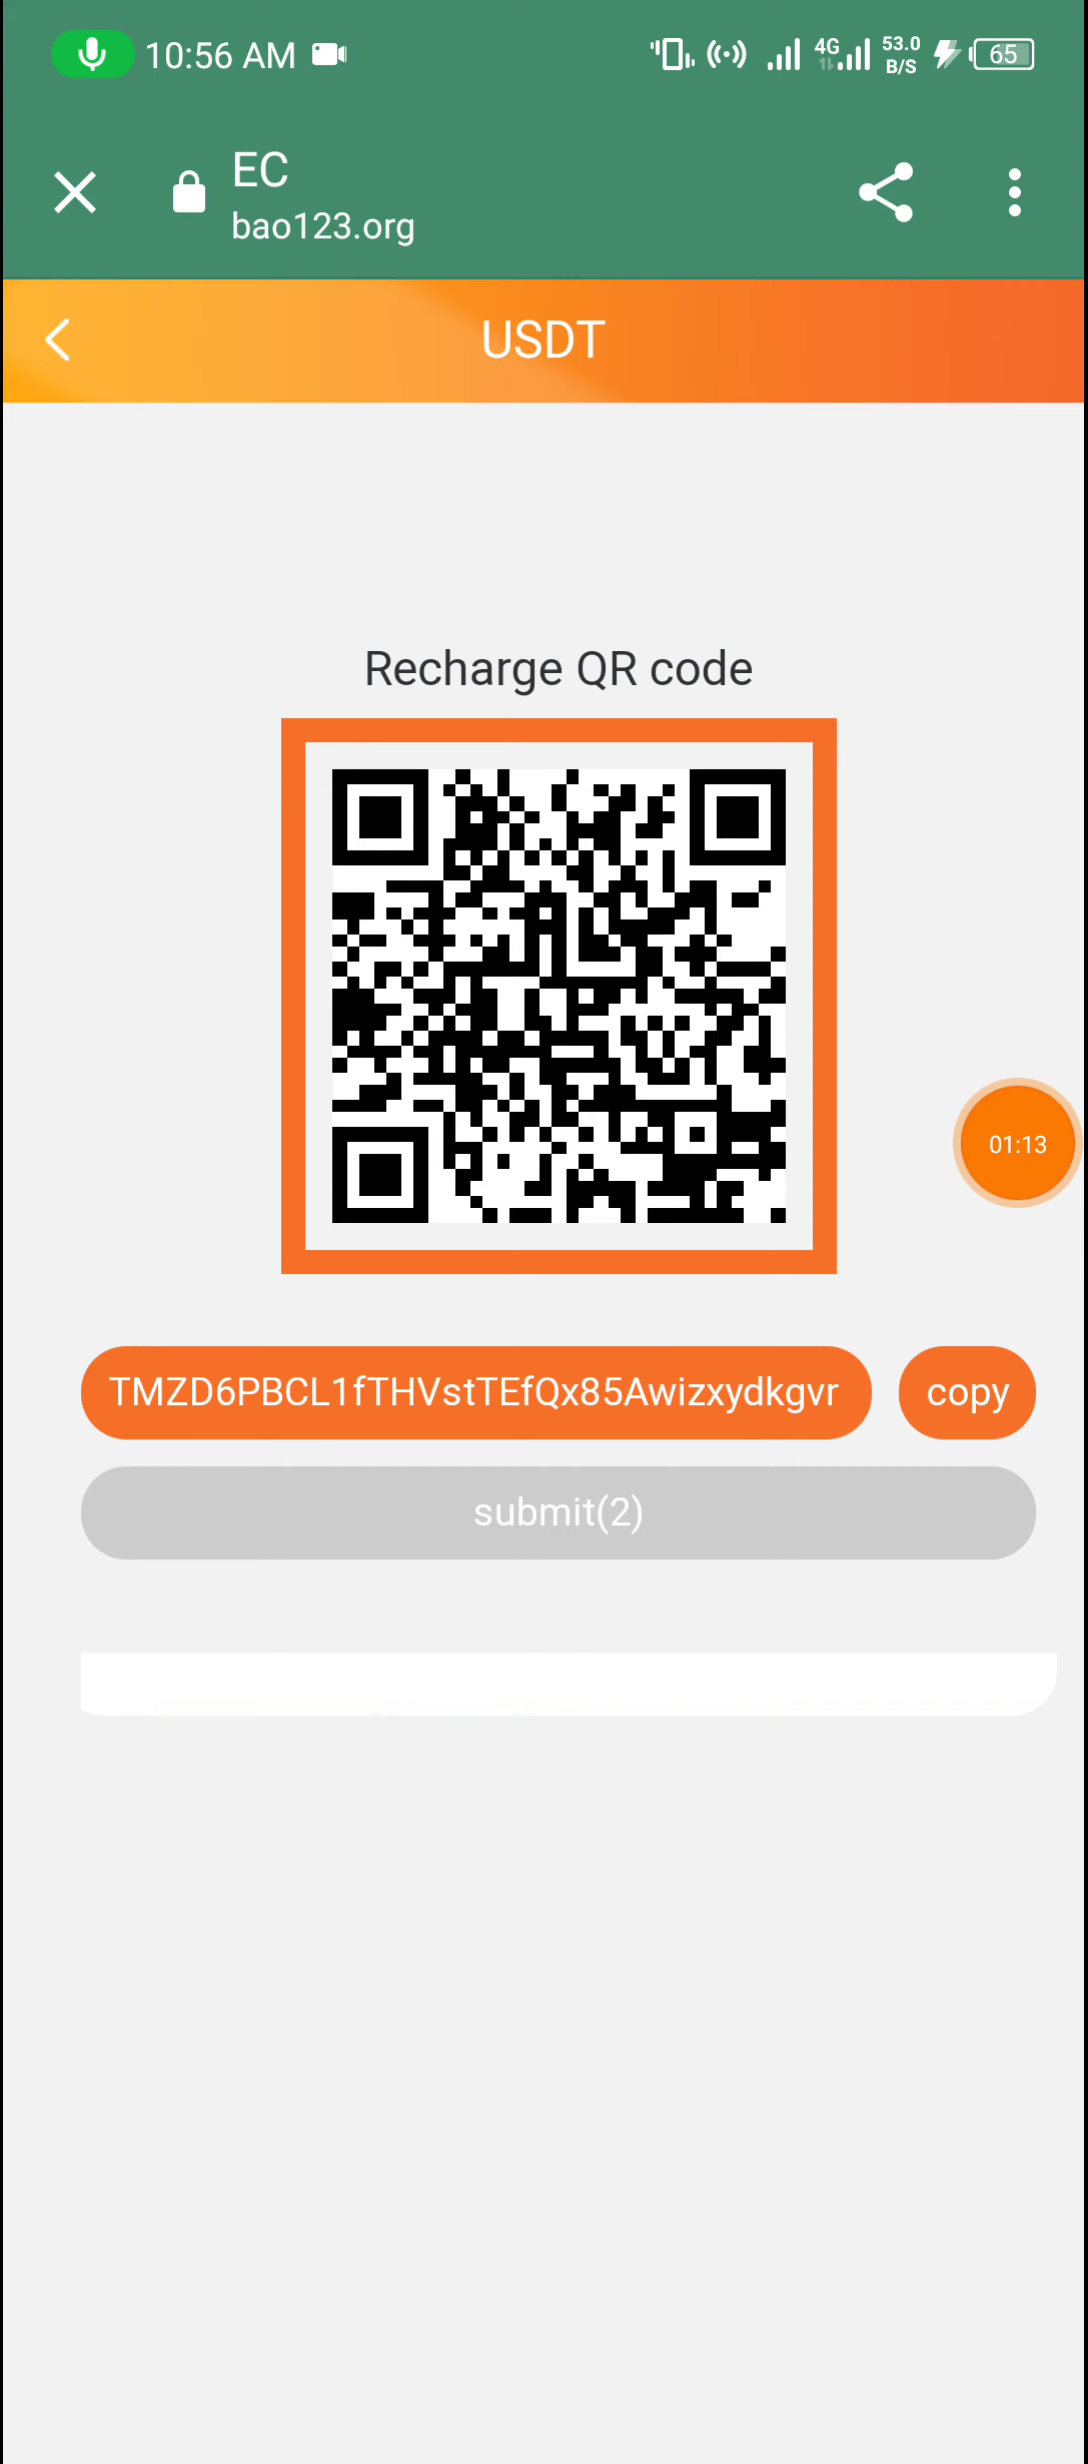 10:56 AM
4G
53.0
B/S
65
EC
bao123.org
USDT
Recharge QR code
01:13
TMZD6PBCL1fTHVstTEfQx85Awizxydkgvr
copy
submit(2)